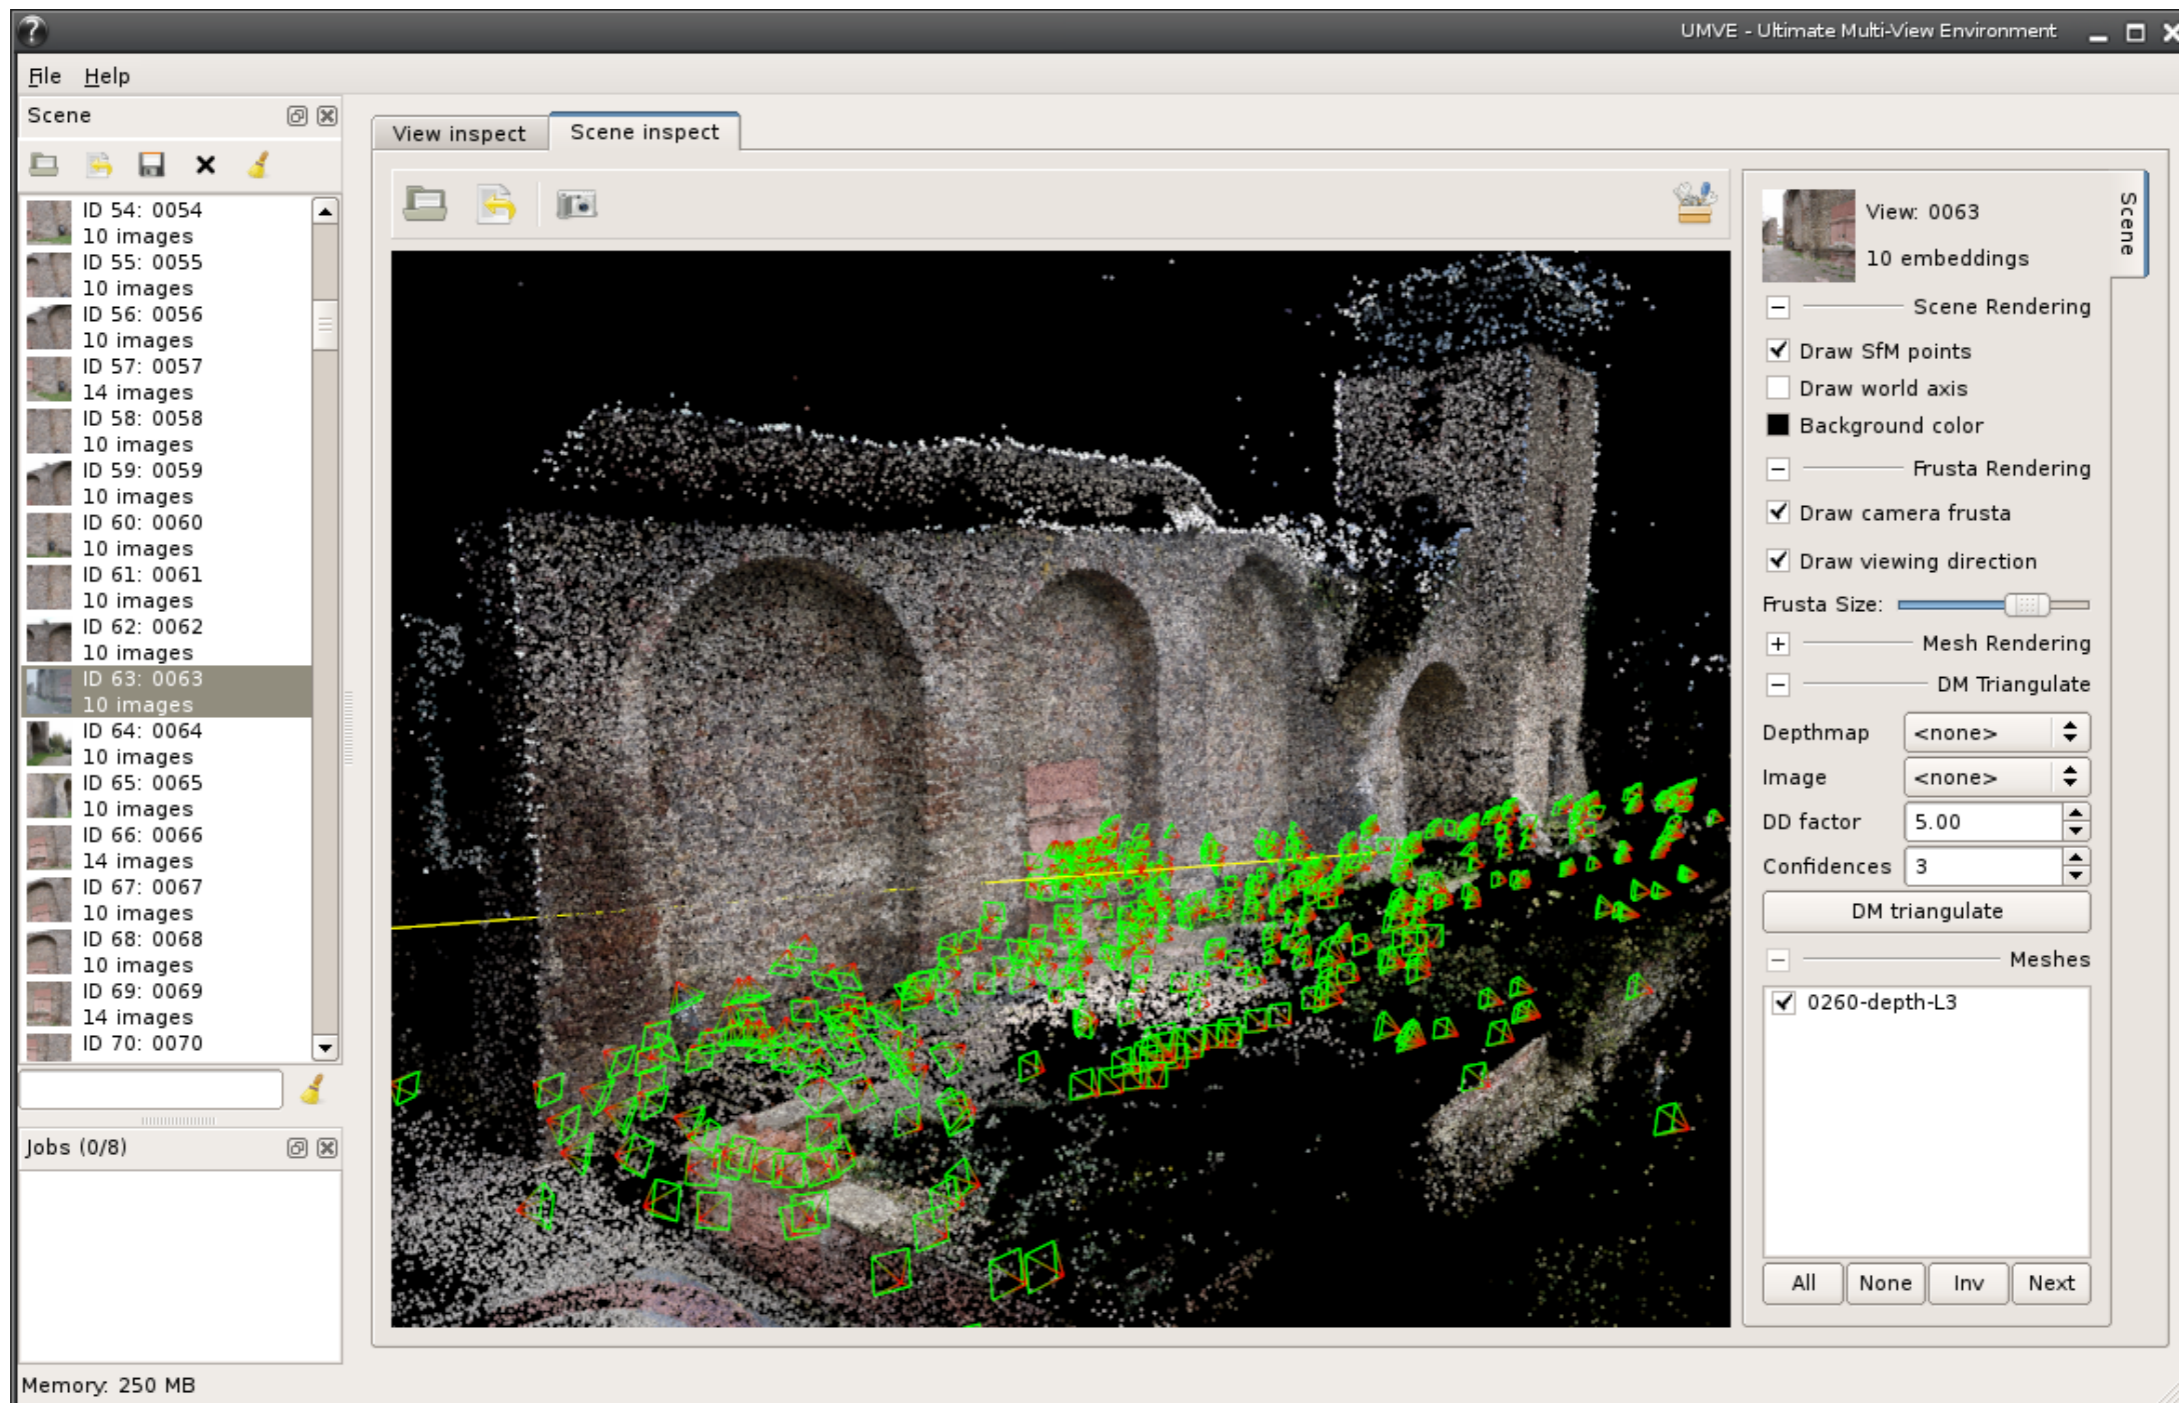 UMVE - Ultimate Multi-View Environment
File Help
Scene
ID 54: 0054
10 images
ID 55: 0055
10 images
ID 56: 0056
10 images
ID 57: 0057
14 images
ID 58: 0058
10 images
ID 59: 0059
10 images
ID 60: 0060
10 images
ID 61: 0061
10 images
ID 62: 0062
10 images
ID 63: 0063
10 images
ID 64: 0064
10 images
ID 65: 0065
10 images
ID 66: 0066
14 images
ID 67: 0067
10 images
ID 68: 0068
10 images
ID 69: 0069
14 images
ID 70: 0070
Jobs (0/8)
Memory: 250 MB
View inspect
Scene inspect
Scene
View: 0063
10 embeddings
Scene Rendering
Draw SfM points
Draw world axis
Background color
Frusta Rendering
Draw camera frusta
Draw viewing direction
Frusta Size:
Mesh Rendering
DM Triangulate
Depthmap <none>
Image <none>
DD factor 5.00
Confidences 3
DM triangulate
Meshes
0260-depth-L3
All None Inv Next